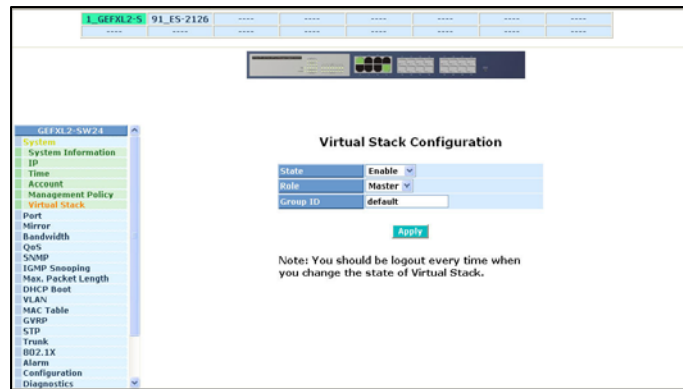 1_GEFXL2-S 91_ES-2126 ---- ---- ---- ---- ---- ----
---- ---- ---- ---- ---- ---- ---- ----
GEFXL2-SW24
System
System Information
IP
Time
Account
Management Policy
Virtual Stack
Port
Mirror
Bandwidth
QoS
SNMP
IGMP Snooping
Max. Packet Length
DHCP Boot
VLAN
MAC Table
GVRP
STP
Trunk
802.1X
Alarm
Configuration
Diagnostics
Virtual Stack Configuration
State Enable
Role Master
Group ID default
Apply
Note: You should be logout every time when
you change the state of Virtual Stack.